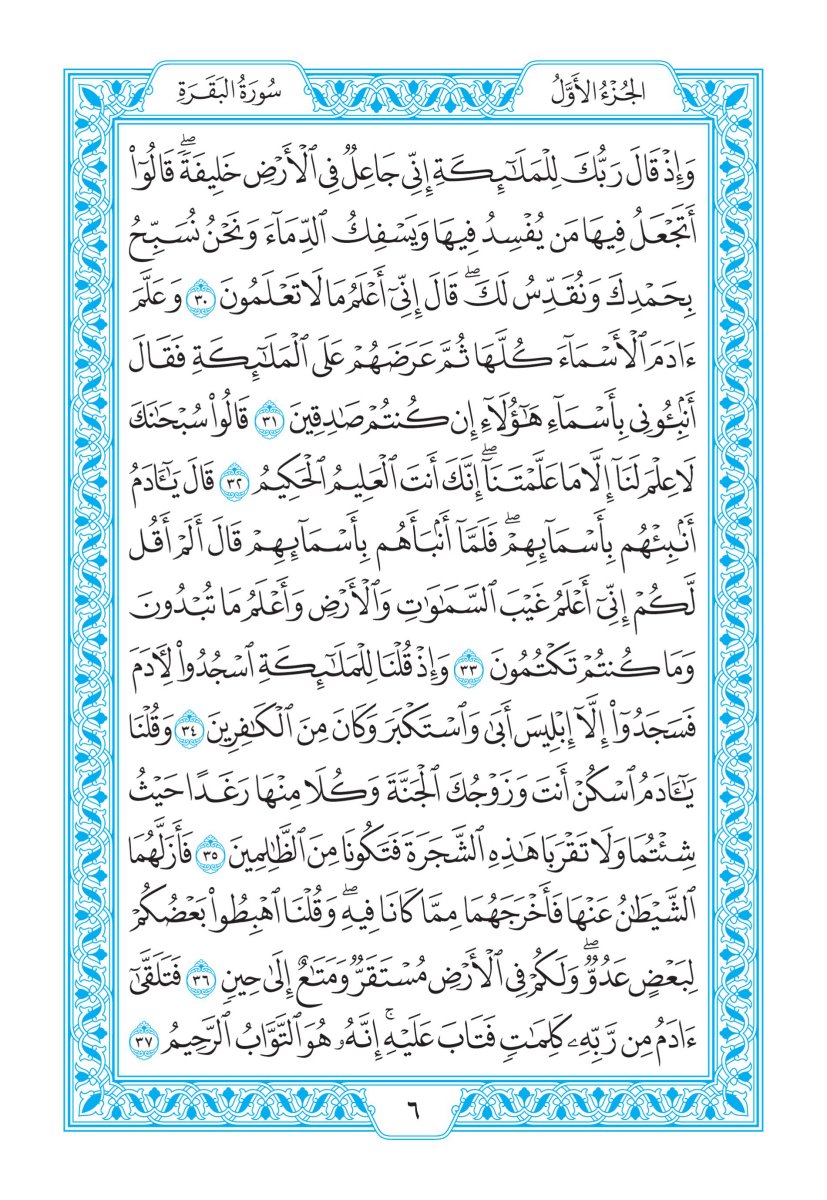 الجُزْءُ الأَوَّلُ
سُورَةُ البَقَرَةِ
وَإِذْ قَالَ رَبُّكَ لِلْمَلَٰٓئِكَةِ إِنِّي جَاعِلٌ فِي ٱلْأَرْضِ خَلِيفَةًۖ قَالُوٓا۟
أَتَجْعَلُ فِيهَا مَن يُفْسِدُ فِيهَا وَيَسْفِكُ ٱلدِّمَآءَ وَنَحْنُ نُسَبِّحُ
بِحَمْدِكَ وَنُقَدِّسُ لَكَۖ قَالَ إِنِّيٓ أَعْلَمُ مَا لَا تَعْلَمُونَ ٣٠ وَعَلَّمَ
ءَادَمَ ٱلْأَسْمَآءَ كُلَّهَا ثُمَّ عَرَضَهُمْ عَلَى ٱلْمَلَٰٓئِكَةِ فَقَالَ
أَنۢبِـُٔونِي بِأَسْمَآءِ هَٰٓؤُلَآءِ إِن كُنتُمْ صَٰدِقِينَ ٣١ قَالُوا۟ سُبْحَٰنَكَ
لَا عِلْمَ لَنَآ إِلَّا مَا عَلَّمْتَنَآۖ إِنَّكَ أَنتَ ٱلْعَلِيمُ ٱلْحَكِيمُ ٣٢ قَالَ يَٰٓـَٔادَمُ
أَنۢبِئْهُم بِأَسْمَآئِهِمْۖ فَلَمَّآ أَنۢبَأَهُم بِأَسْمَآئِهِمْ قَالَ أَلَمْ أَقُل
لَّكُمْ إِنِّيٓ أَعْلَمُ غَيْبَ ٱلسَّمَٰوَٰتِ وَٱلْأَرْضِ وَأَعْلَمُ مَا تُبْدُونَ
وَمَا كُنتُمْ تَكْتُمُونَ ٣٣ وَإِذْ قُلْنَا لِلْمَلَٰٓئِكَةِ ٱسْجُدُوا۟ لِأٓدَمَ
فَسَجَدُوٓا۟ إِلَّآ إِبْلِيسَ أَبَىٰ وَٱسْتَكْبَرَ وَكَانَ مِنَ ٱلْكَٰفِرِينَ ٣٤ وَقُلْنَا
يَٰٓـَٔادَمُ ٱسْكُنْ أَنتَ وَزَوْجُكَ ٱلْجَنَّةَ وَكُلَا مِنْهَا رَغَدًا حَيْثُ
شِئْتُمَا وَلَا تَقْرَبَا هَٰذِهِ ٱلشَّجَرَةَ فَتَكُونَا مِنَ ٱلظَّٰلِمِينَ ٣٥ فَأَزَلَّهُمَا
ٱلشَّيْطَٰنُ عَنْهَا فَأَخْرَجَهُمَا مِمَّا كَانَا فِيهِۖ وَقُلْنَا ٱهْبِطُوا۟ بَعْضُكُمْ
لِبَعْضٍ عَدُوٌّۖ وَلَكُمْ فِي ٱلْأَرْضِ مُسْتَقَرٌّ وَمَتَٰعٌ إِلَىٰ حِينٍ ٣٦ فَتَلَقَّىٰٓ
ءَادَمُ مِن رَّبِّهِۦ كَلِمَٰتٍ فَتَابَ عَلَيْهِۚ إِنَّهُۥ هُوَ ٱلتَّوَّابُ ٱلرَّحِيمُ ٣٧
٦